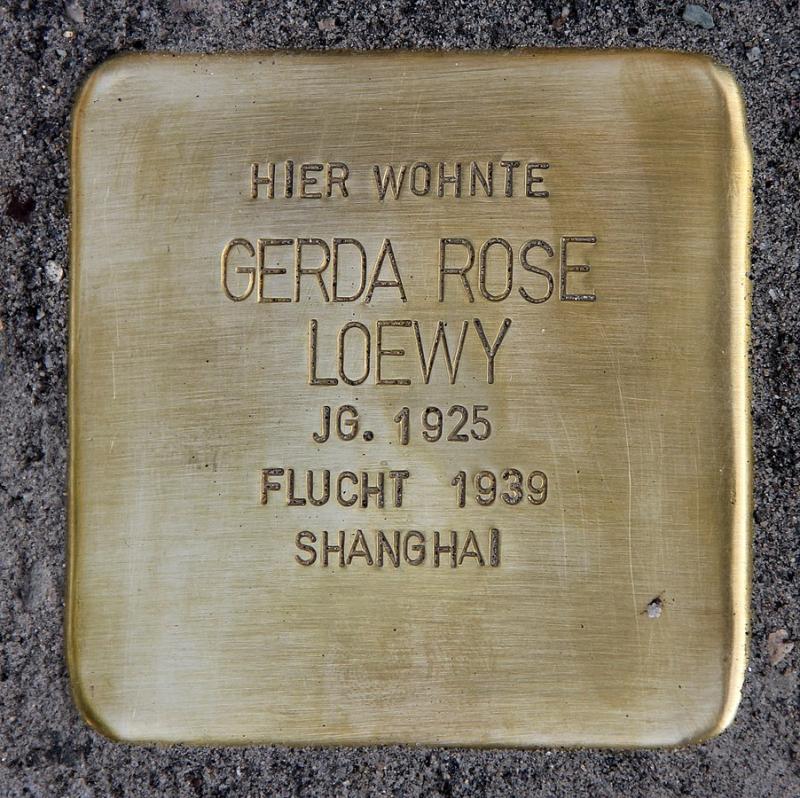 HIER WOHNTE
GERDA ROSE
LOEWY
JG. 1925
FLUCHT 1939
SHANGHAI